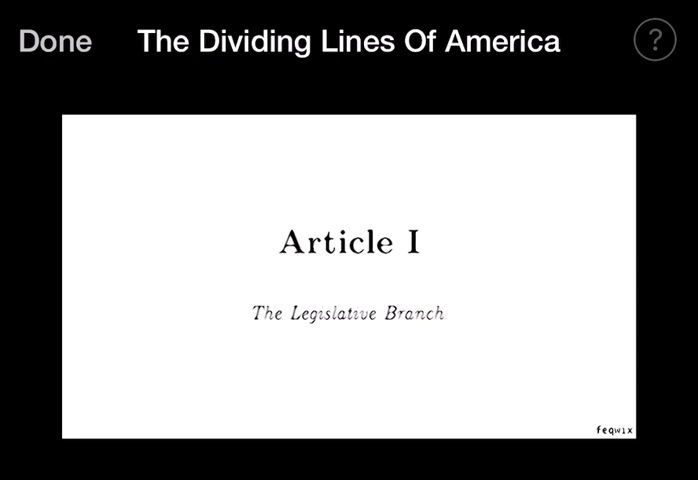 Done The Dividing Lines Of America ?
Article I
The Legislative Branch
feqwix